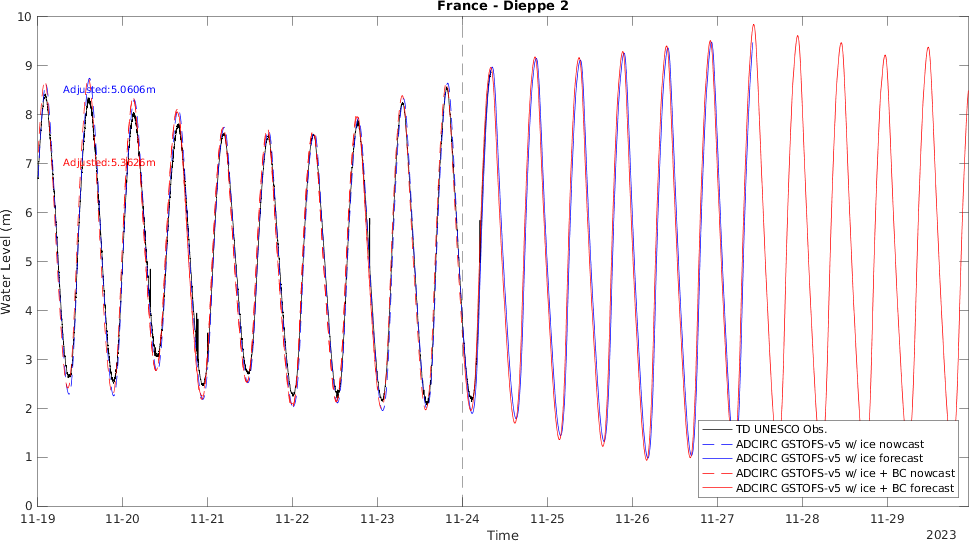 France - Dieppe 2
10
9
8
7
6
5
4
3
2
1
0
Water Level (m)
Adjusted:5.0606m
Adjusted:5.3626m
11-19
11-20
11-21
11-22
11-23
11-24
11-25
11-26
11-27
11-28
11-29
Time
2023
TD UNESCO Obs.
ADCIRC GSTOFS-v5 w/ ice nowcast
ADCIRC GSTOFS-v5 w/ ice forecast
ADCIRC GSTOFS-v5 w/ ice + BC nowcast
ADCIRC GSTOFS-v5 w/ ice + BC forecast